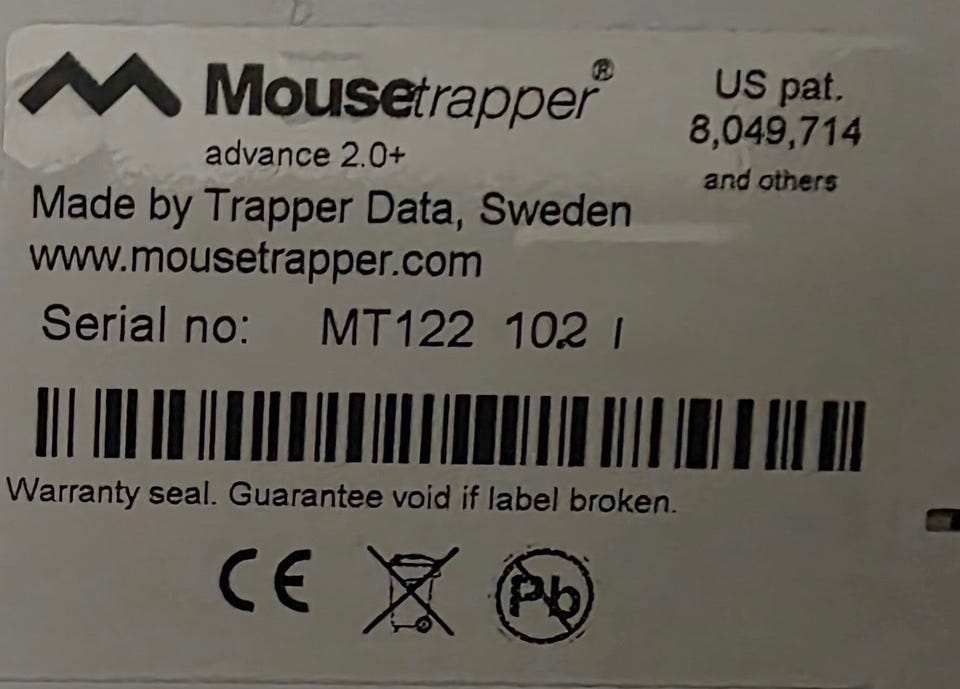 Mousetrapper®
advance 2.0+
US pat.
8,049,714
and others
Made by Trapper Data, Sweden
www.mousetrapper.com
Serial no: MT122 102 I
Warranty seal. Guarantee void if label broken.
CE
Pb